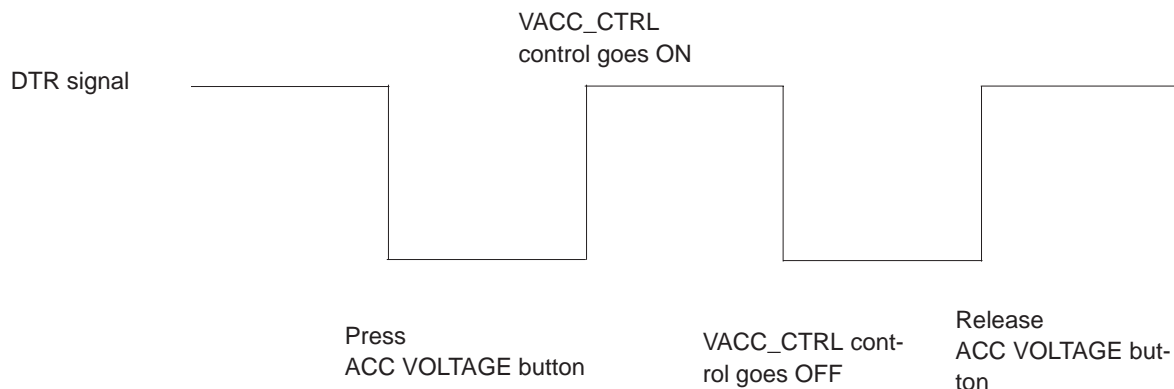 VACC_CTRL
control goes ON
DTR signal
Press
ACC VOLTAGE button
VACC_CTRL cont-
rol goes OFF
Release
ACC VOLTAGE but-
ton